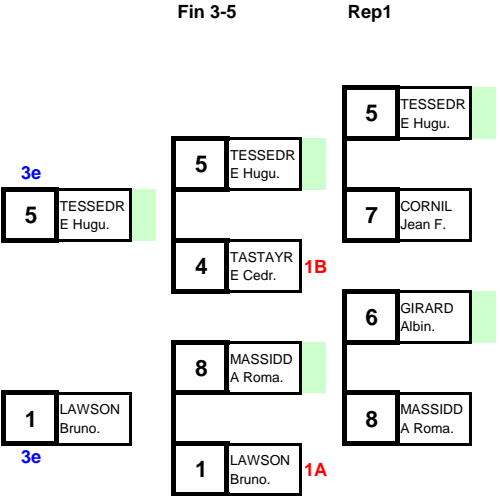 Fin 3-5
Rep1
5
TESSEDR
E Hugu.
7
CORNIL
Jean F.
6
GIRARD
Albin.
8
MASSIDD
A Roma.
5
TESSEDR
E Hugu.
4
TASTAYR
E Cedr.
1B
8
MASSIDD
A Roma.
1
LAWSON
Bruno.
1A
3e
5
TESSEDR
E Hugu.
1
LAWSON
Bruno.
3e